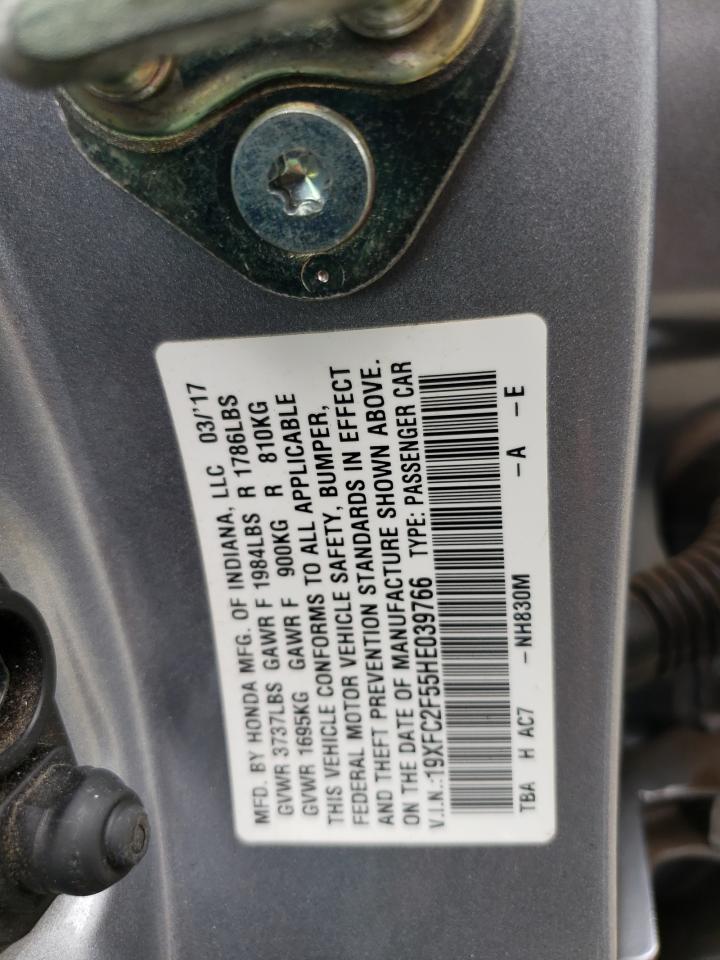 MFD. BY HONDA MFG. OF INDIANA, LLC 03/'17
GVWR 3737LBS GAWR F 1984LBS R 1786LBS
GVWR 1695KG GAWR F 900KG R 810KG
THIS VEHICLE CONFORMS TO ALL APPLICABLE
FEDERAL MOTOR VEHICLE SAFETY, BUMPER,
AND THEFT PREVENTION STANDARDS IN EFFECT
ON THE DATE OF MANUFACTURE SHOWN ABOVE.
V.I.N.:19XFC2F55HE039766 TYPE: PASSENGER CAR
TBA H AC7 -NH830M -A -E